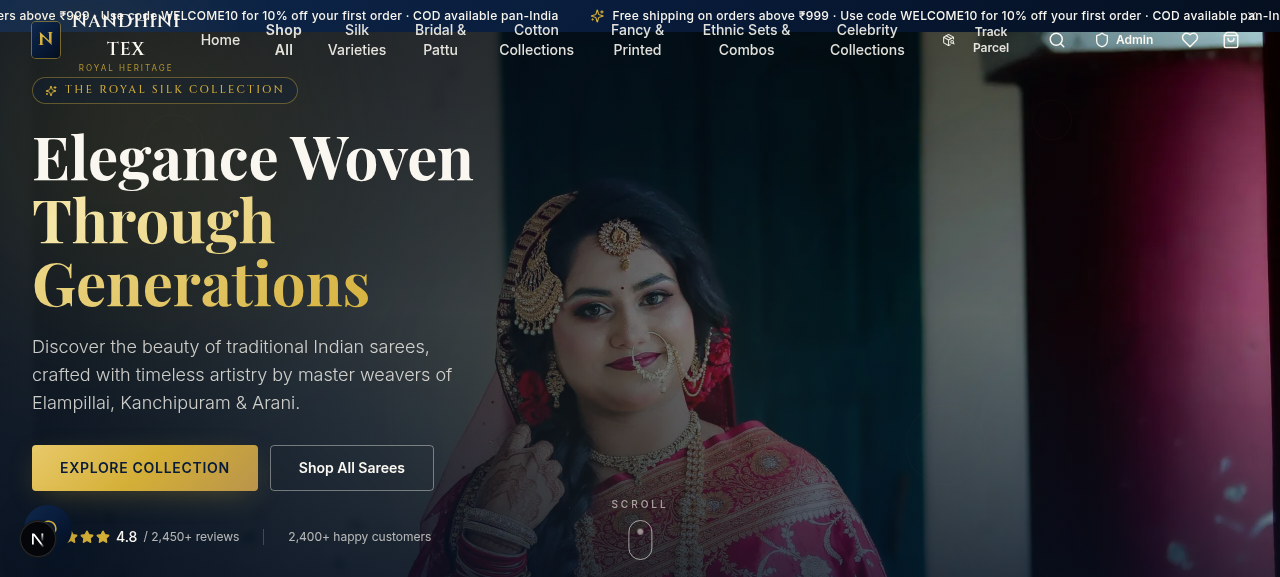 ers above ₹999 · Use code WELCOME10 for 10% off your first order · COD available pan-India
Free shipping on orders above ₹999 · Use code WELCOME10 for 10% off your first order · COD available pan-In
N
NANDHINI
TEX
ROYAL HERITAGE
Home
Shop
All
Silk
Varieties
Bridal &
Pattu
Cotton
Collections
Fancy &
Printed
Ethnic Sets &
Combos
Celebrity
Collections
Track
Parcel
Admin
THE ROYAL SILK COLLECTION
Elegance Woven
Through
Generations
Discover the beauty of traditional Indian sarees,
crafted with timeless artistry by master weavers of
Elampillai, Kanchipuram & Arani.
EXPLORE COLLECTION
Shop All Sarees
SCROLL
N
4.8 / 2,450+ reviews
2,400+ happy customers